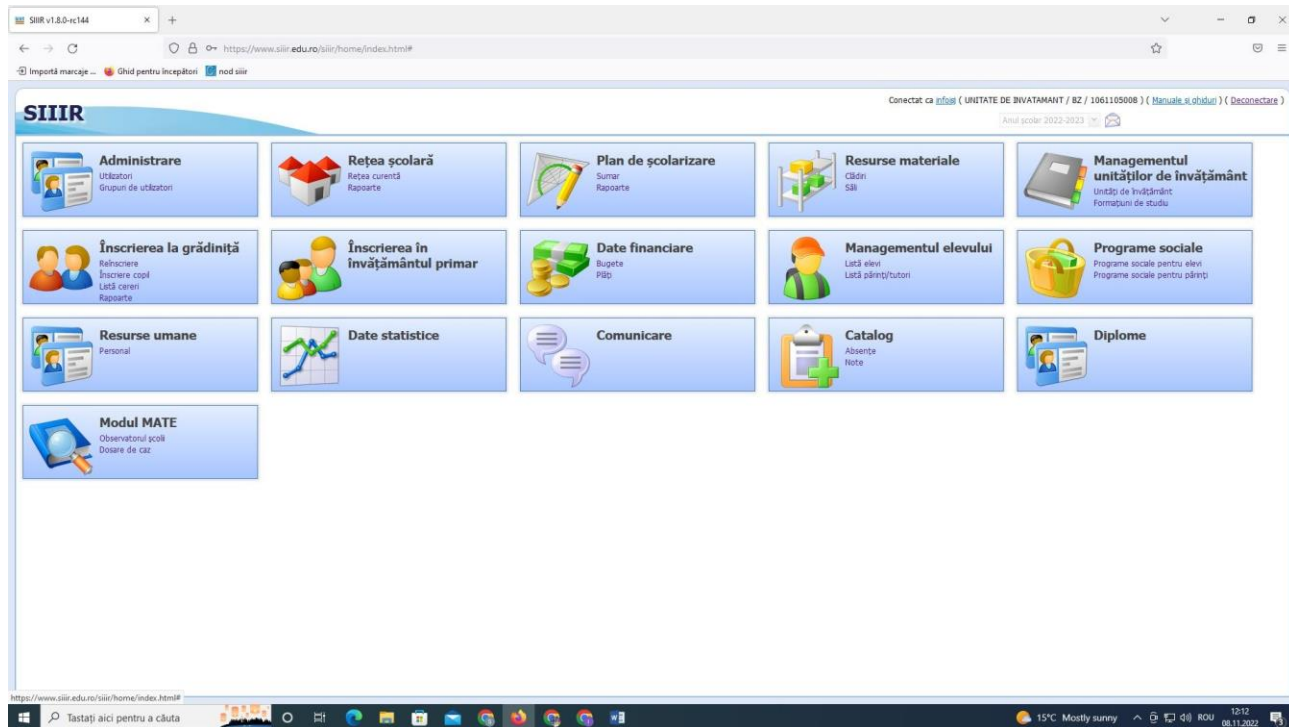 SIIIR v1.8.0-rc144
https://www.siiir.edu.ro/siiir/home/index.html#
Importă marcaje ... Ghid pentru începători nod siiir
SIIIR
Conectat ca ( UNITATE DE INVATAMANT / BZ / 1061105008 ) ( Manuale si ghiduri ) ( Deconectare )
Anul școlar 2022-2023
Administrare
Utilizatori
Grupuri de utilizatori
Rețea școlară
Rețea curentă
Rapoarte
Plan de școlarizare
Sumar
Rapoarte
Resurse materiale
Clădiri
Săli
Managementul
unităților de învățământ
Unități de învățământ
Formațiuni de studiu
Înscrierea la grădiniță
Reînscriere
Înscriere copil
Listă cereri
Rapoarte
Înscrierea în
învățământul primar
Date financiare
Bugete
Plăți
Managementul elevului
Listă elevi
Listă părinți/tutori
Programe sociale
Programe sociale pentru elevi
Programe sociale pentru părinți
Resurse umane
Personal
Date statistice
Comunicare
Catalog
Absențe
Note
Diplome
Modul MATE
Observatorul școlii
Dosare de caz
https://www.siiir.edu.ro/siiir/home/index.html#
Tastați aici pentru a căuta
15°C Mostly sunny
ROU
12:12
08.11.2022